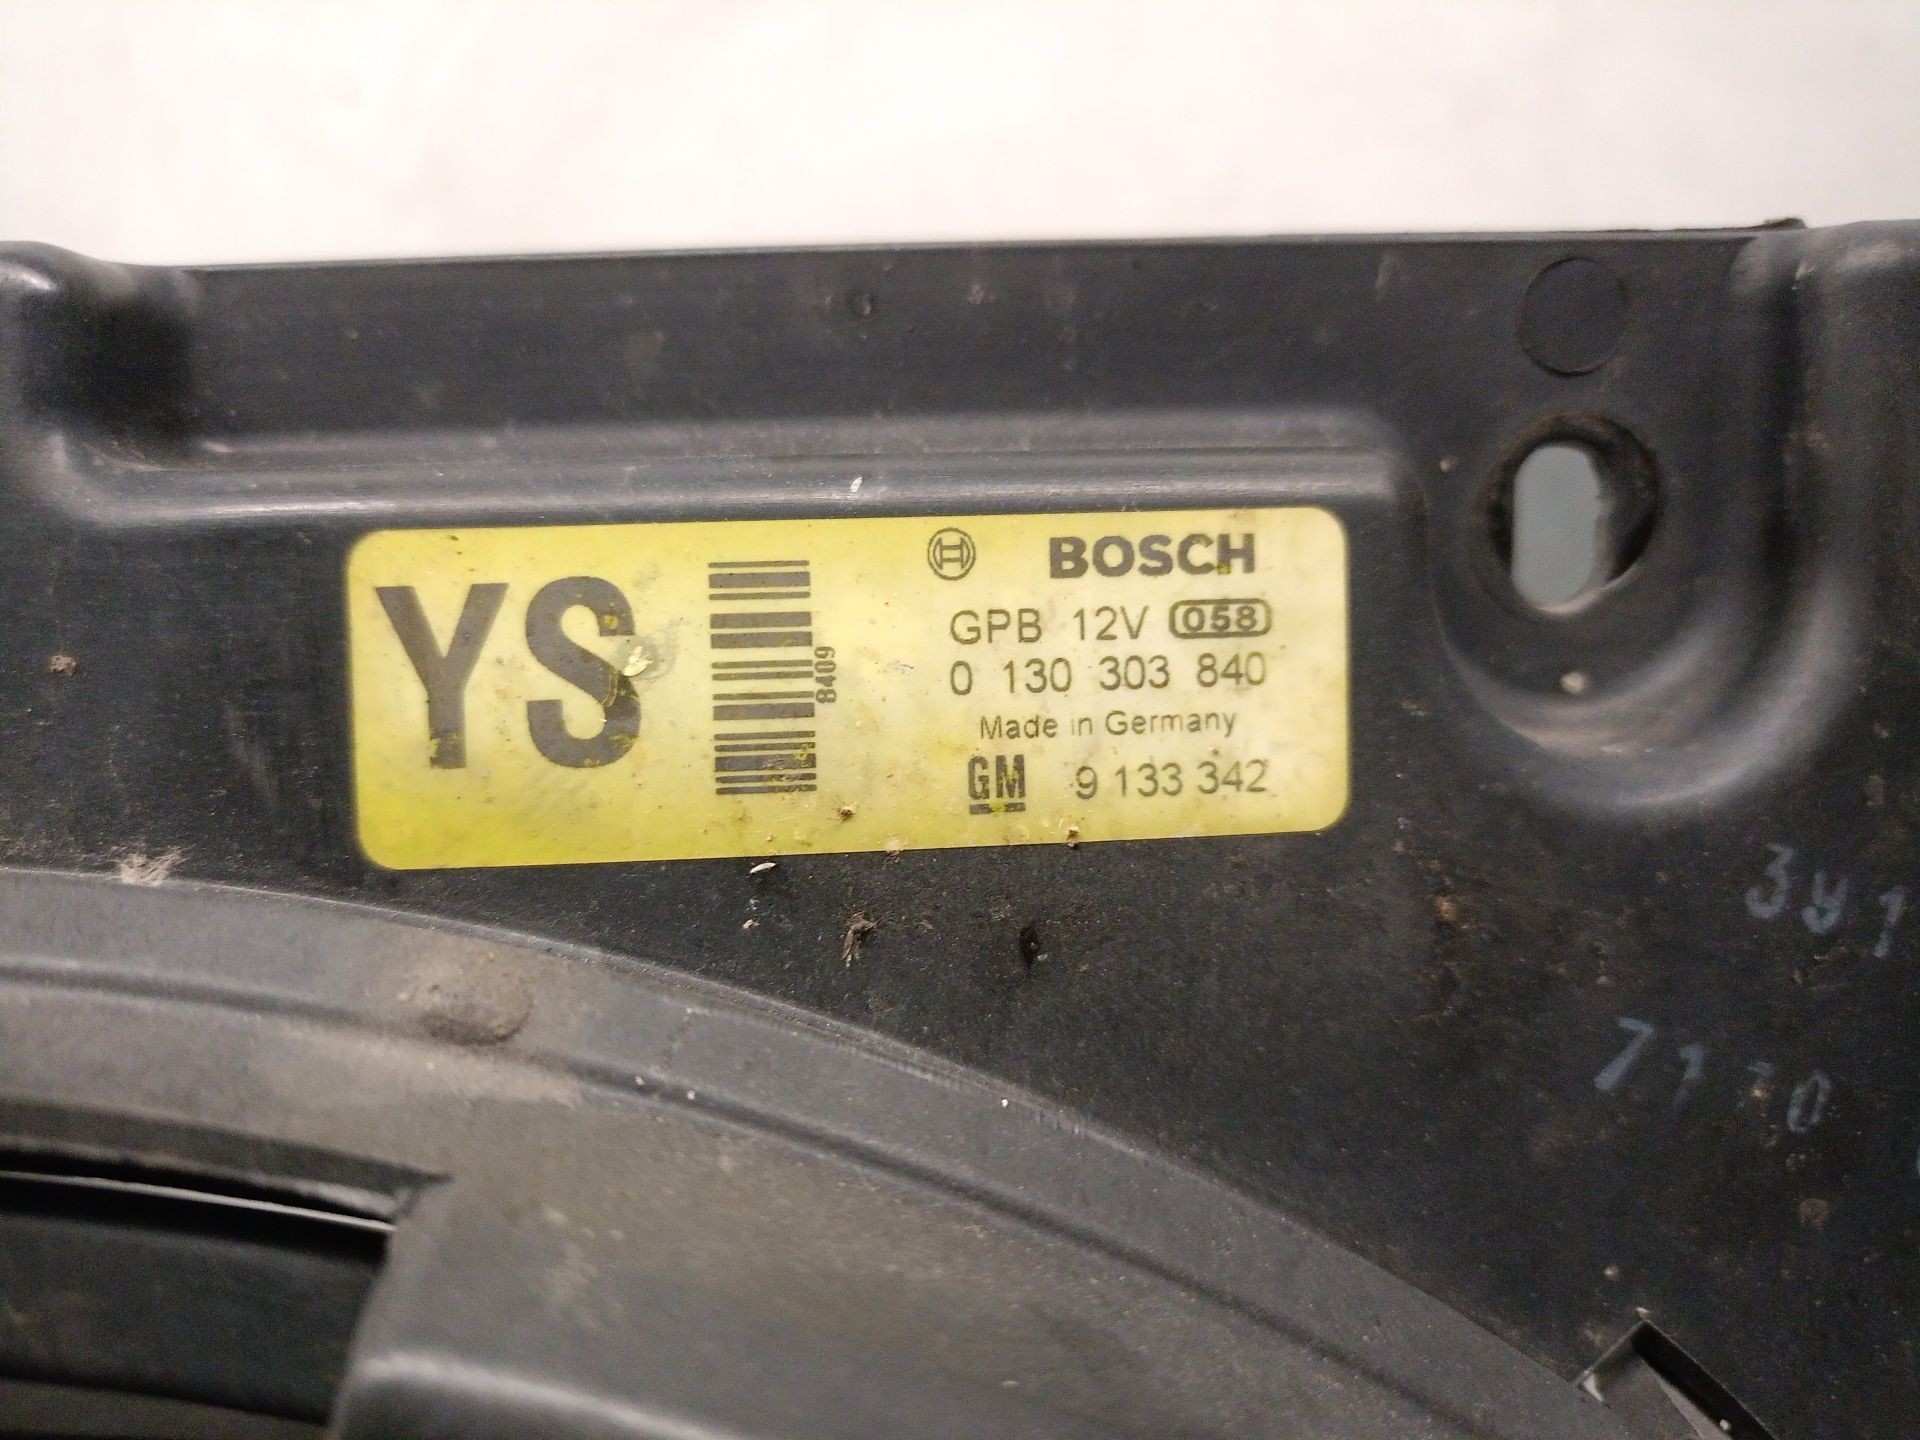 YS
8409
BOSCH
GPB 12V 058
0 130 303 840
Made in Germany
GM 9 133 342